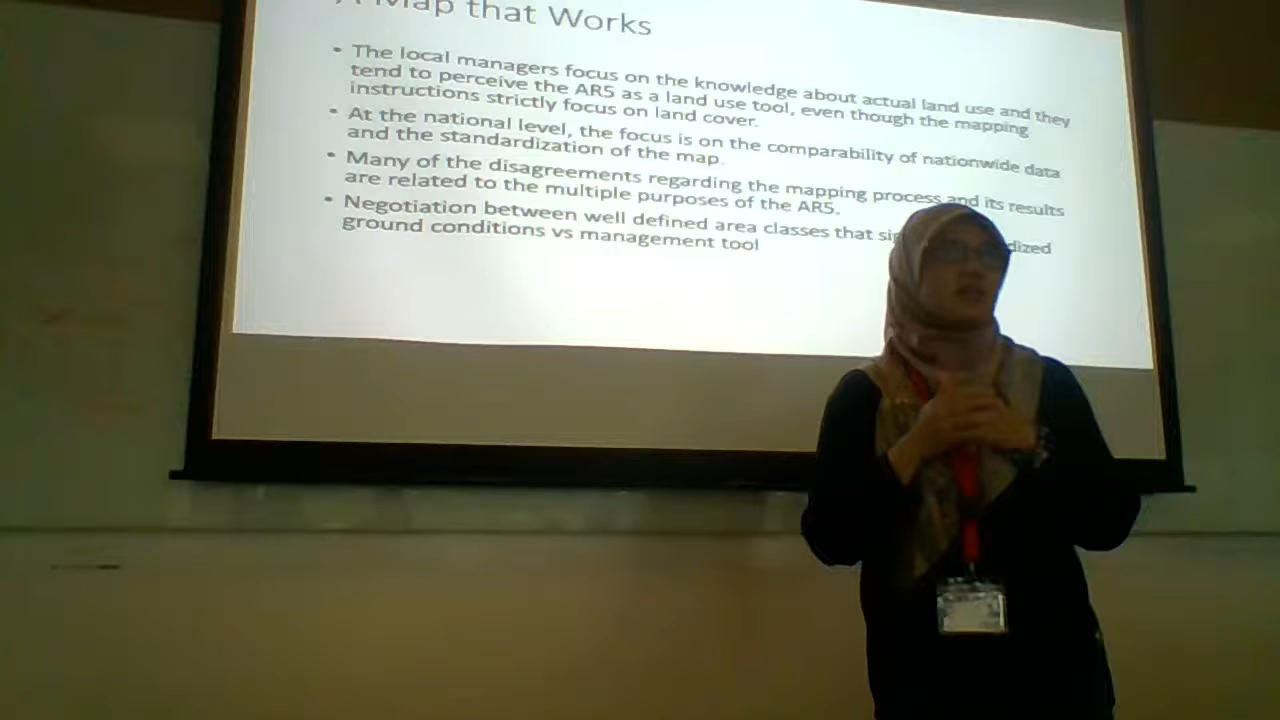 A Map that Works
• The local managers focus on the knowledge about actual land use and they
tend to perceive the AR5 as a land use tool, even though the mapping
instructions strictly focus on land cover.
• At the national level, the focus is on the comparability of nationwide data
and the standardization of the map.
• Many of the disagreements regarding the mapping process and its results
are related to the multiple purposes of the AR5.
• Negotiation between well defined area classes that
ground conditions vs management tool